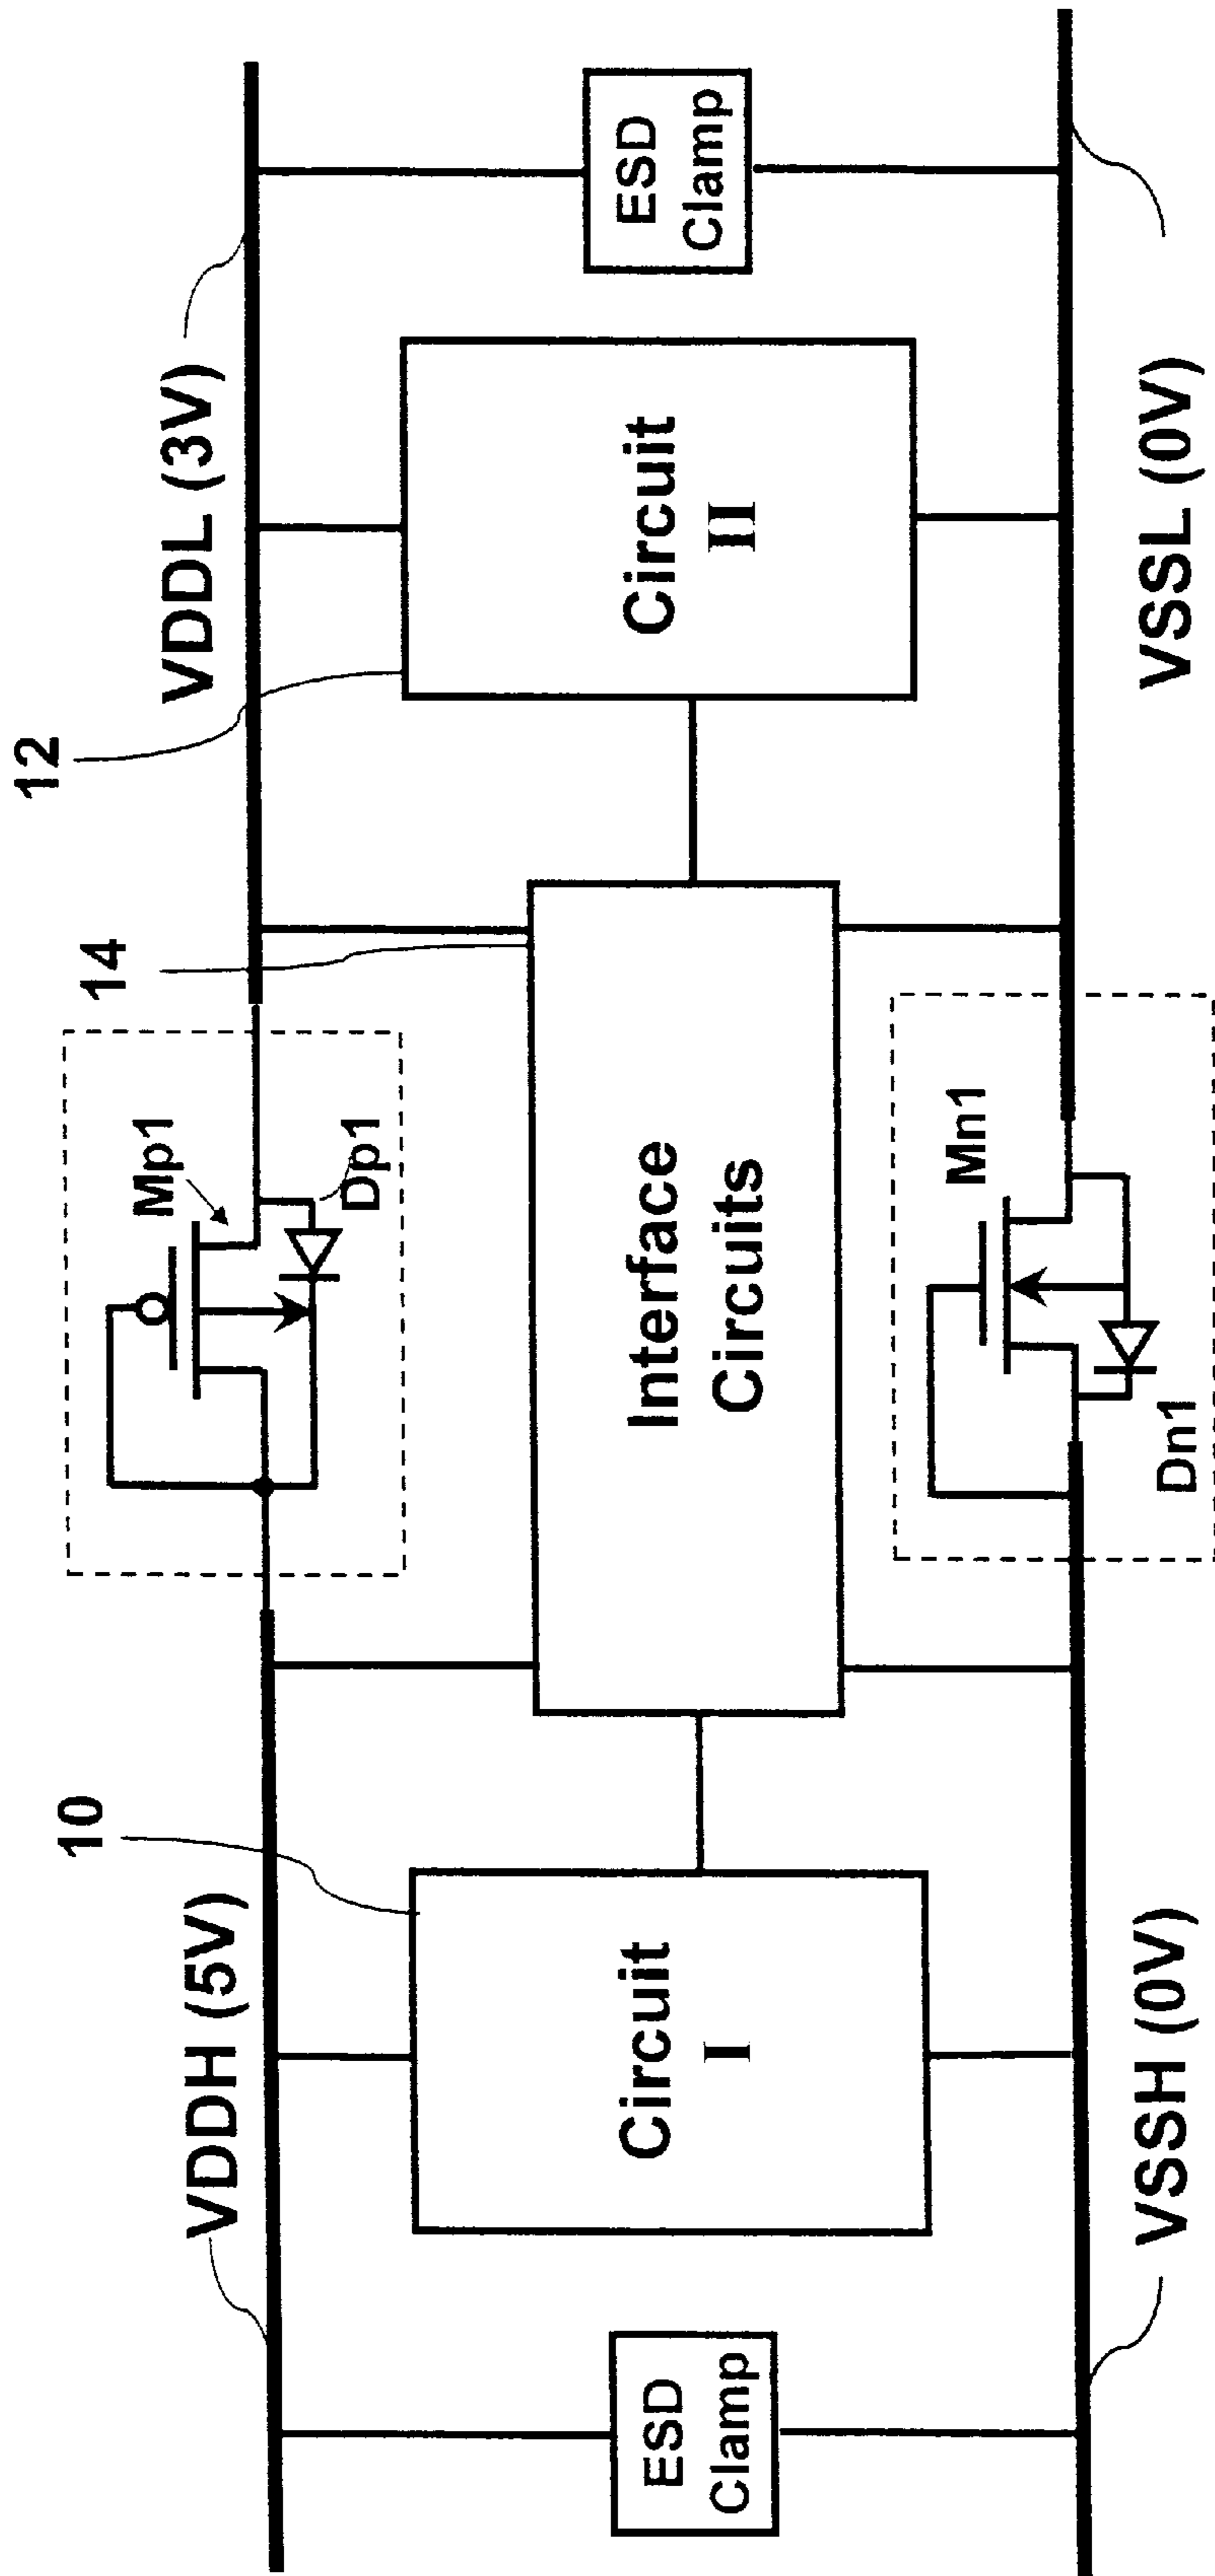 12
14
10
VDDH (5V)
VDDL (3V)
Mp1
Dp1
ESD
Clamp
Circuit
I
Interface
Circuits
Circuit
II
ESD
Clamp
Mn1
Dn1
VSSH (0V)
VSSL (0V)